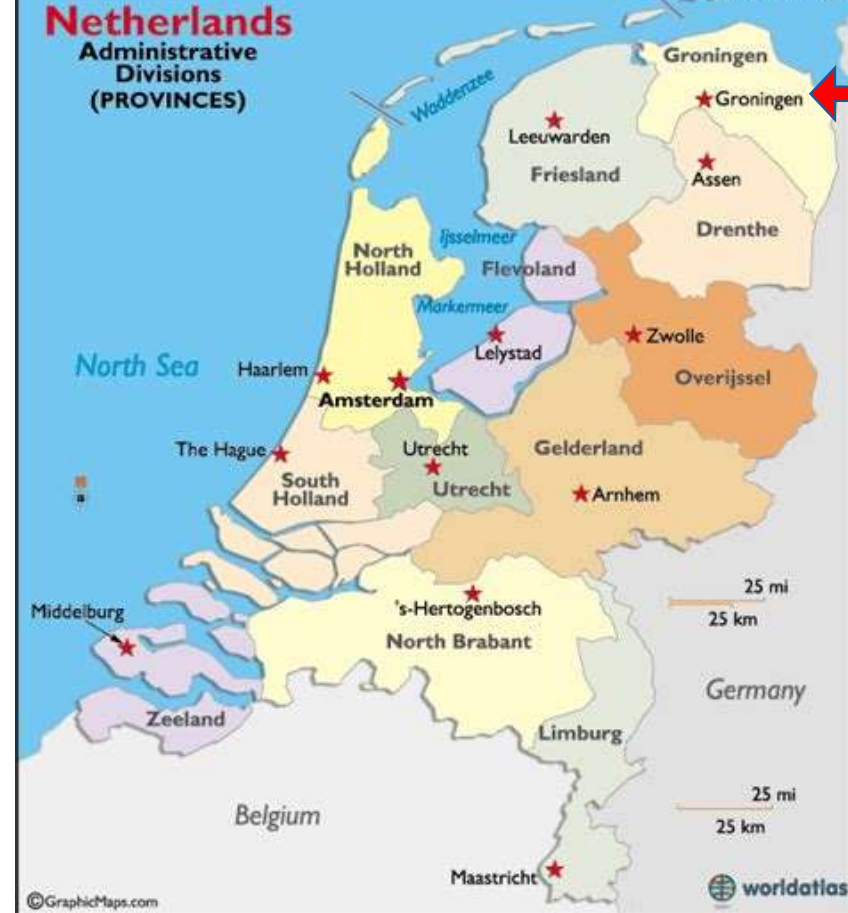 Netherlands
Administrative
Divisions
(PROVINCES)
Waddenzee
Groningen
Groningen
Leeuwarden
Friesland
Assen
Drenthe
North
Holland
Ijsselmeer
Flevoland
Markermeer
Lelystad
Zwolle
Overijssel
North Sea
Haarlem
Amsterdam
The Hague
South
Holland
Utrecht
Utrecht
Gelderland
Arnhem
25 mi
25 km
Middelburg
's-Hertogenbosch
North Brabant
Zeeland
Limburg
Germany
Belgium
25 mi
25 km
Maastricht
©GraphicMaps.com
worldatlas